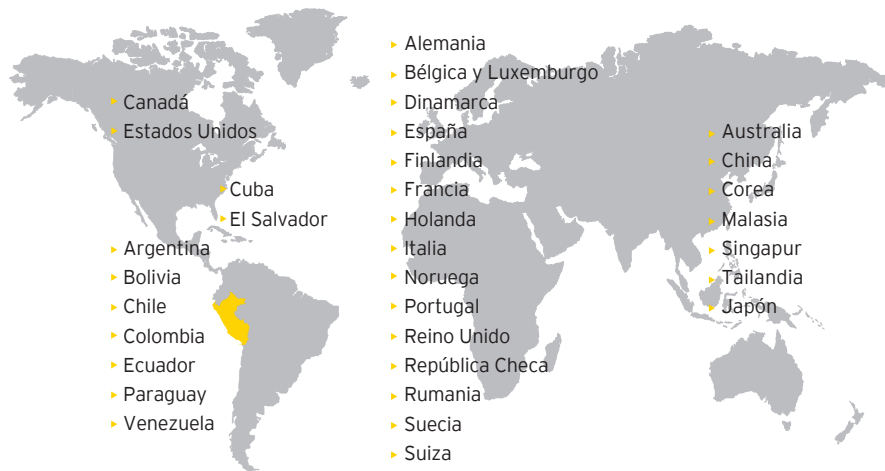 Canadá
Estados Unidos
Cuba
El Salvador
Argentina
Bolivia
Chile
Colombia
Ecuador
Paraguay
Venezuela
Alemania
Bélgica y Luxemburgo
Dinamarca
España
Finlandia
Francia
Holanda
Italia
Noruega
Portugal
Reino Unido
República Checa
Rumania
Suecia
Suiza
Australia
China
Corea
Malasia
Singapur
Tailandia
Japón